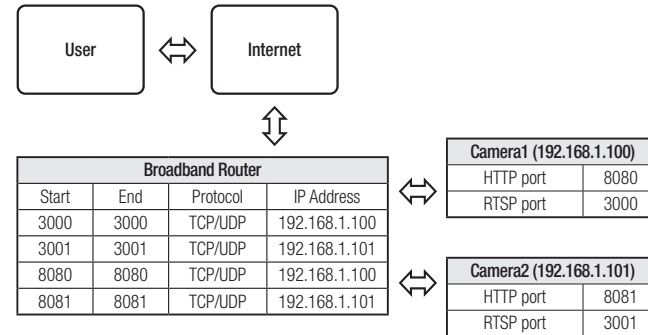 User
Internet
Broadband Router
Start End Protocol IP Address
3000 3000 TCP/UDP 192.168.1.100
3001 3001 TCP/UDP 192.168.1.101
8080 8080 TCP/UDP 192.168.1.100
8081 8081 TCP/UDP 192.168.1.101
Camera1 (192.168.1.100)
HTTP port 8080
RTSP port 3000
Camera2 (192.168.1.101)
HTTP port 8081
RTSP port 3001